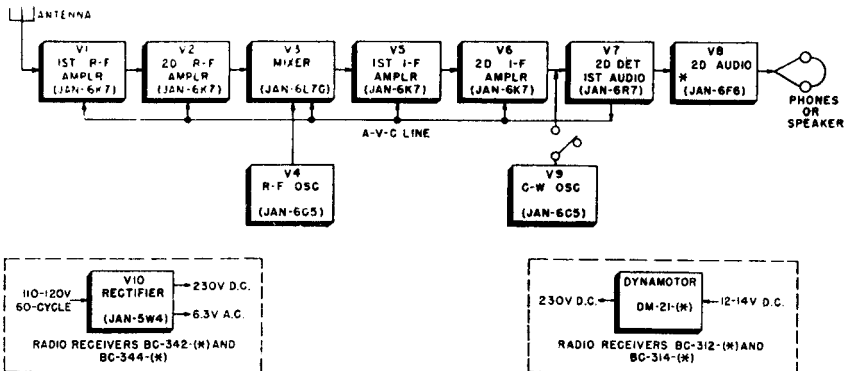 ANTENNA
V1
1ST R-F
AMPLR
(JAN-6K7)
V2
2D R-F
AMPLR
(JAN-6K7)
V3
MIXER
(JAN-6L7G)
V5
1ST I-F
AMPLR
(JAN-6K7)
V6
2D I-F
AMPLR
(JAN-6K7)
V7
2D DET
1ST AUDIO
(JAN-6R7)
V8
2D AUDIO
*
(JAN-6F6)
PHONES
OR
SPEAKER
A-V-C LINE
V4
R-F OSC
(JAN-6C5)
V9
C-W OSC
(JAN-6C5)
110-120V
60-CYCLE
V10
RECTIFIER
(JAN-5W4)
230V D.C.
6.3V A.C.
RADIO RECEIVERS BC-342-(*) AND
BC-344-(*)
230V D.C.
DYNAMOTOR
DM-21-(*)
12-14V D.C.
RADIO RECEIVERS BC-312-(*) AND
BC-314-(*)